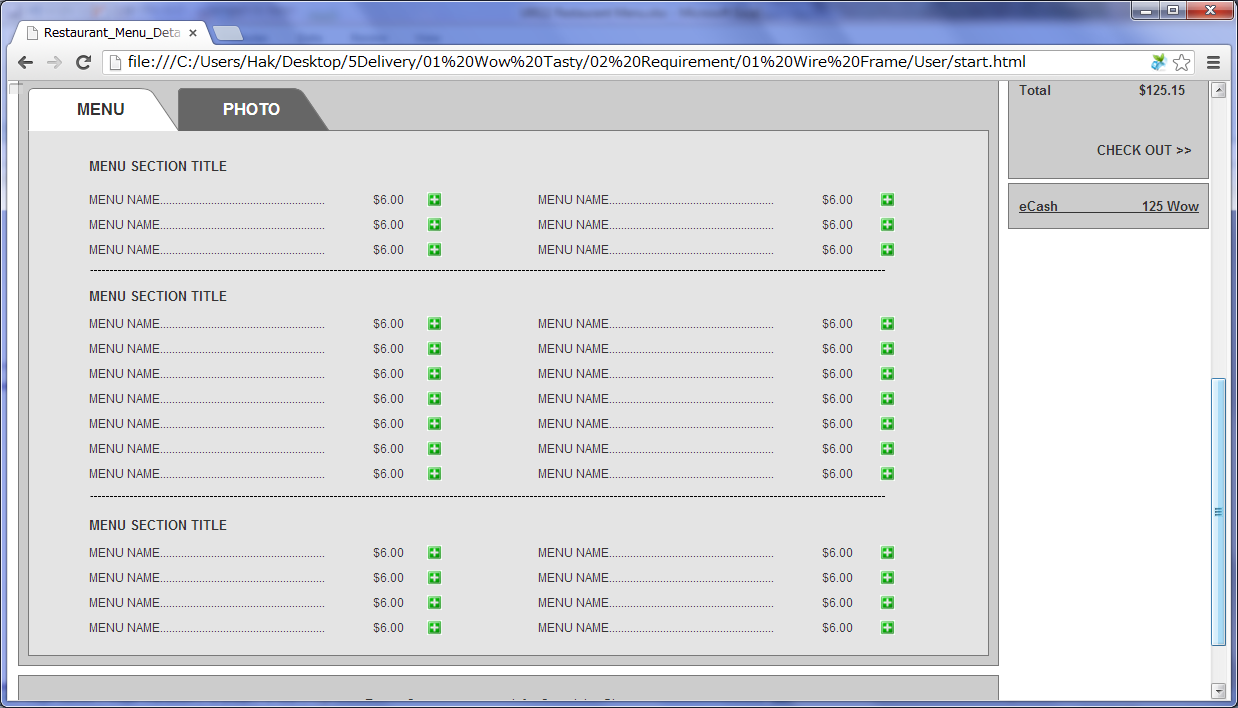 Restaurant_Menu_Deta
file:///C:/Users/Hak/Desktop/5Delivery/01%20Wow%20Tasty/02%20Requirement/01%20Wire%20Frame/User/start.html
MENU PHOTO
Total $125.15
CHECK OUT >>
eCash 125 Wow
MENU SECTION TITLE
MENU NAME $6.00 MENU NAME $6.00
MENU NAME $6.00 MENU NAME $6.00
MENU NAME $6.00 MENU NAME $6.00
MENU SECTION TITLE
MENU NAME $6.00 MENU NAME $6.00
MENU NAME $6.00 MENU NAME $6.00
MENU NAME $6.00 MENU NAME $6.00
MENU NAME $6.00 MENU NAME $6.00
MENU NAME $6.00 MENU NAME $6.00
MENU NAME $6.00 MENU NAME $6.00
MENU NAME $6.00 MENU NAME $6.00
MENU SECTION TITLE
MENU NAME $6.00 MENU NAME $6.00
MENU NAME $6.00 MENU NAME $6.00
MENU NAME $6.00 MENU NAME $6.00
MENU NAME $6.00 MENU NAME $6.00